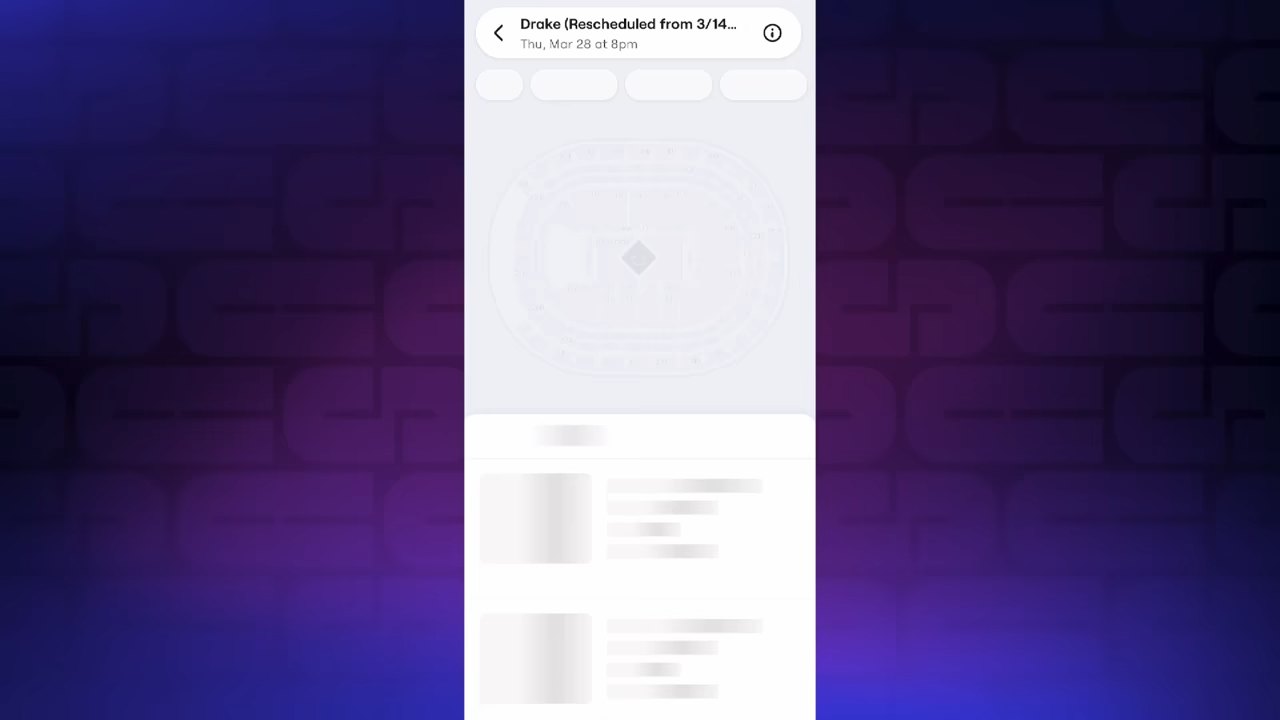 Drake (Rescheduled from 3/14...
Thu, Mar 28 at 8pm